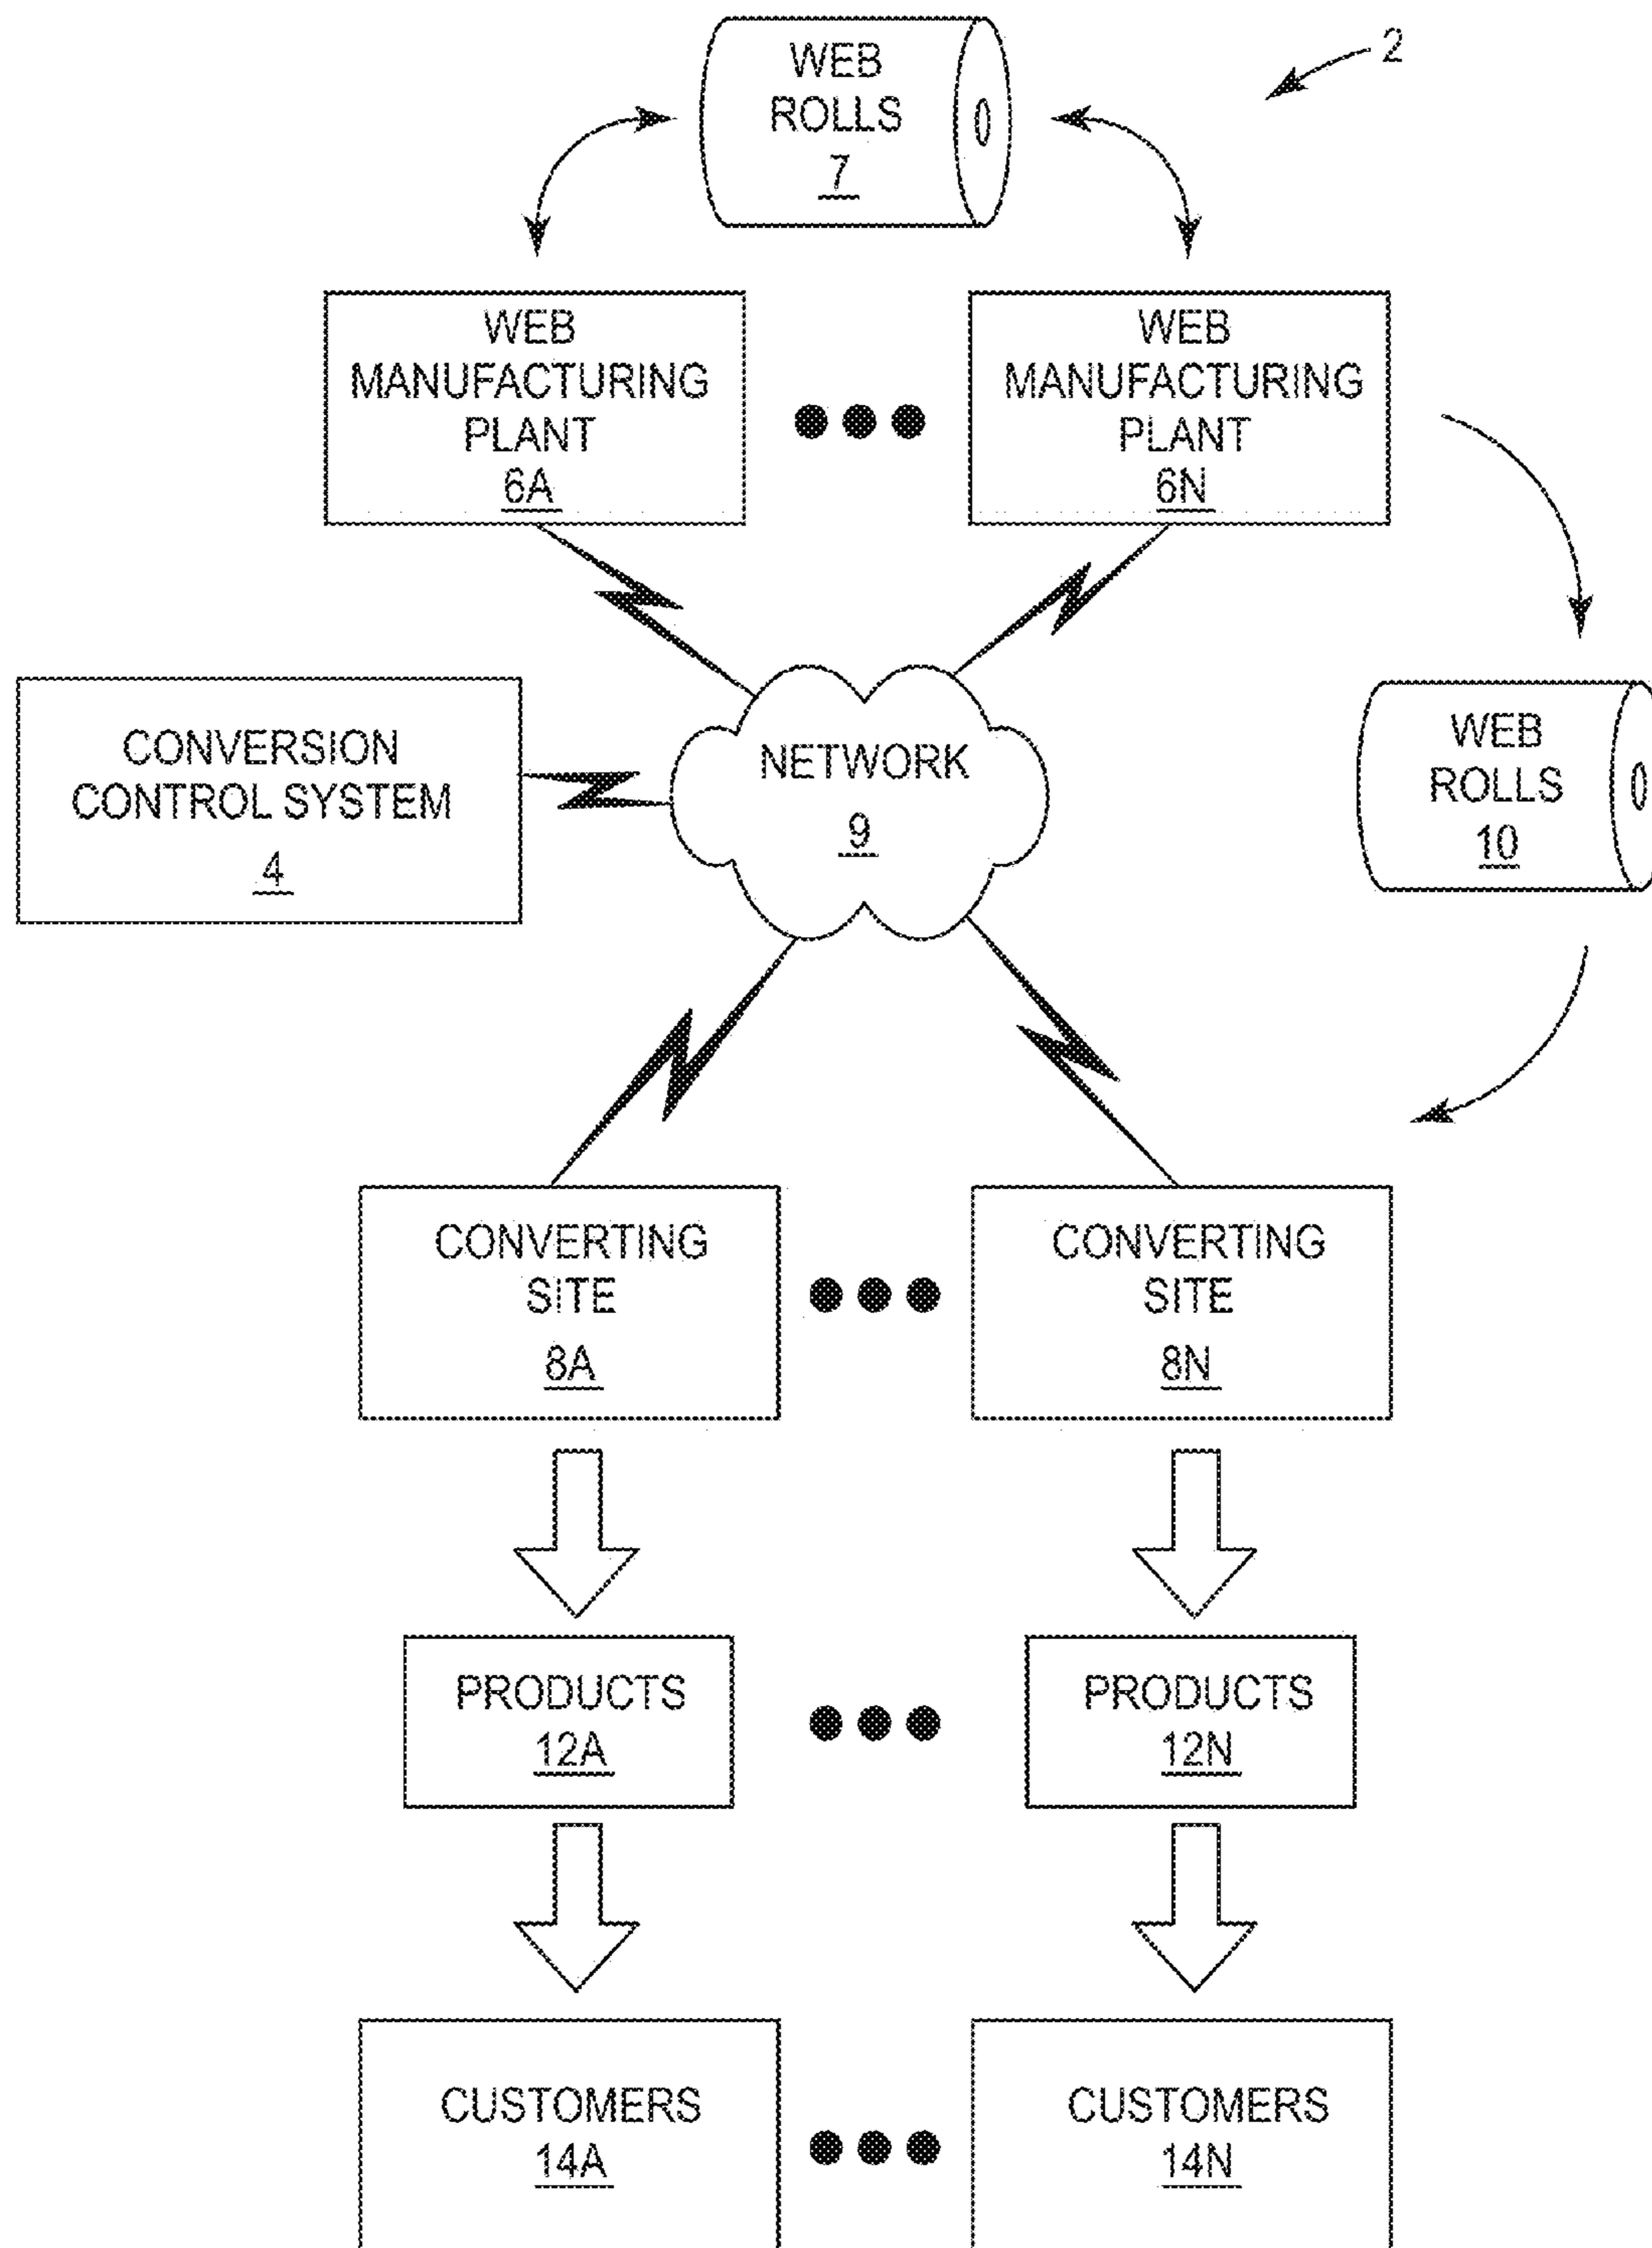 2
WEB
ROLLS
7
WEB
MANUFACTURING
PLANT
6A
WEB
MANUFACTURING
PLANT
6N
CONVERSION
CONTROL SYSTEM
4
NETWORK
9
WEB
ROLLS
10
CONVERTING
SITE
8A
CONVERTING
SITE
8N
PRODUCTS
12A
PRODUCTS
12N
CUSTOMERS
14A
CUSTOMERS
14N